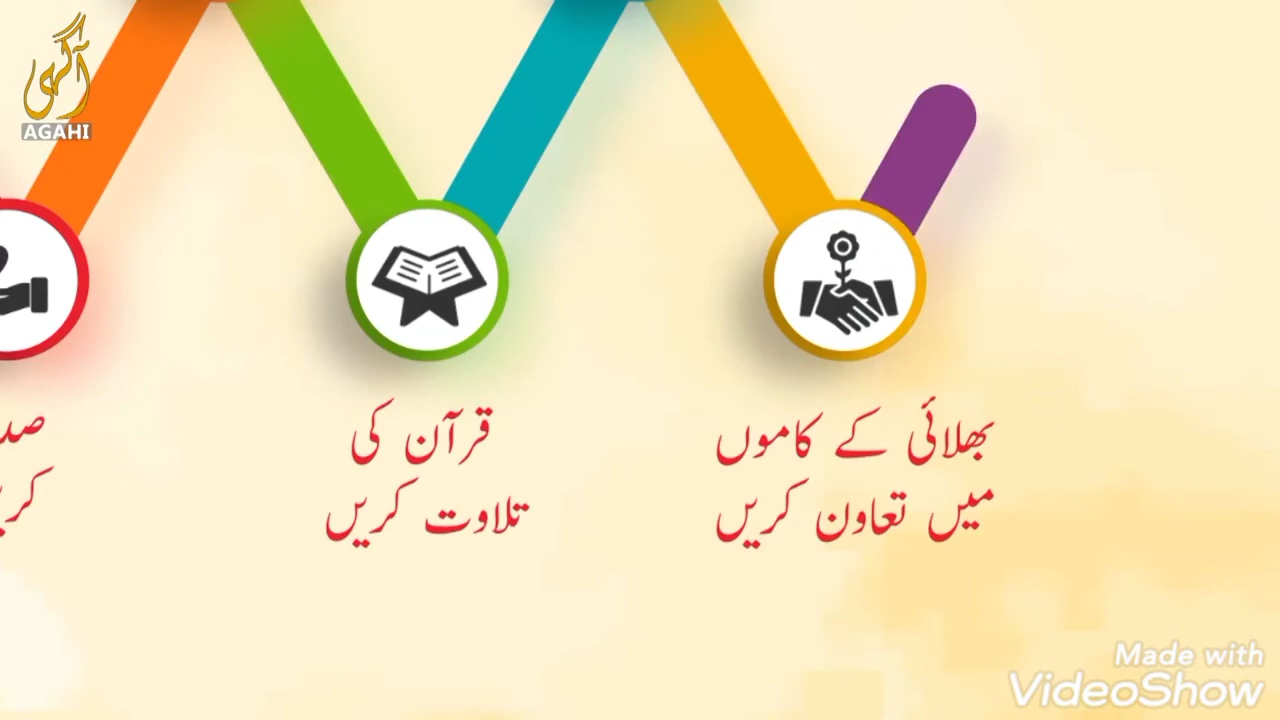 آگہی
AGAHI
بھلائی کے کاموں
میں تعاون کریں
قرآن کی
تلاوت کریں
Made with
VideoShow